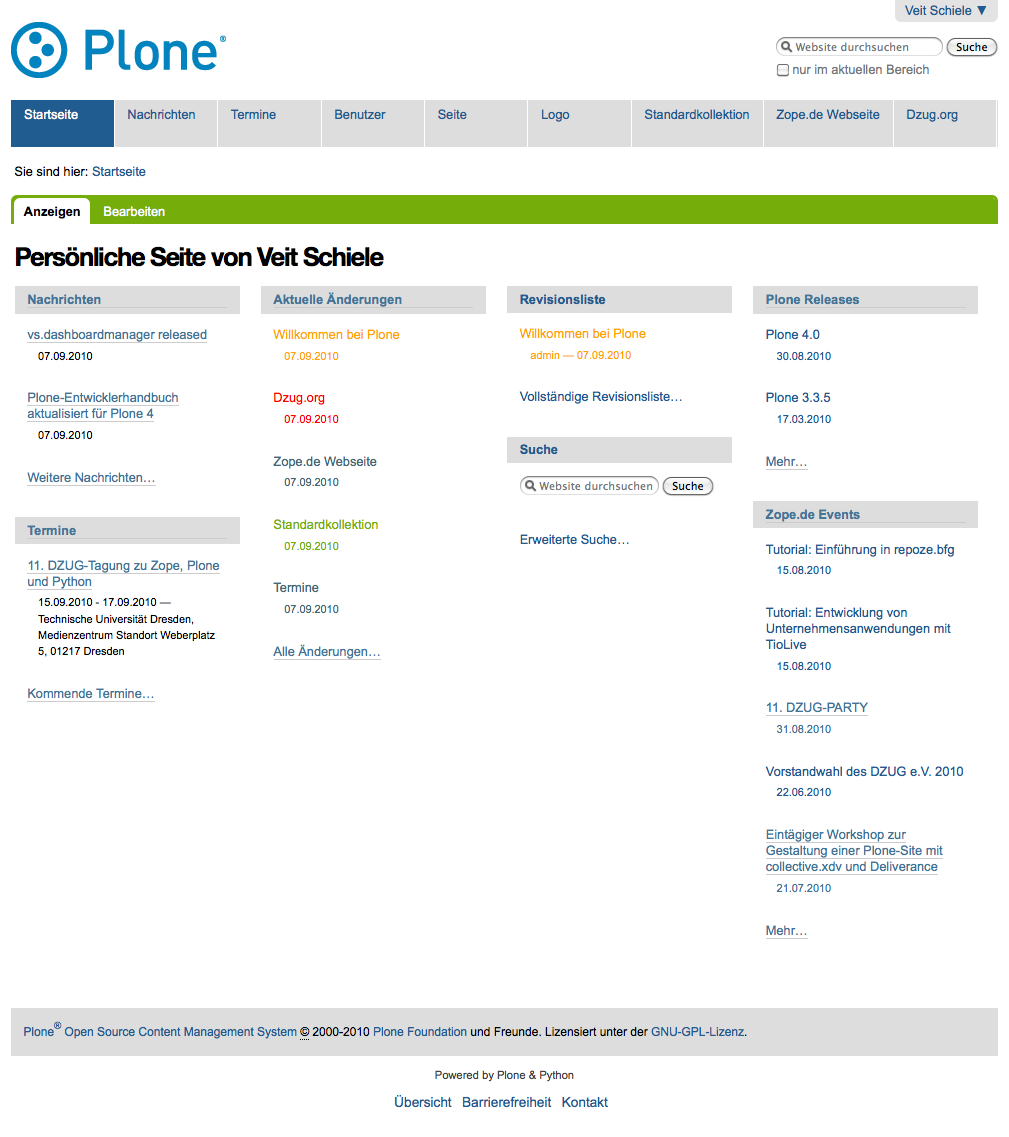 Veit Schiele ▼
Plone®
Website durchsuchen Suche
nur im aktuellen Bereich
Startseite Nachrichten Termine Benutzer Seite Logo Standardkollektion Zope.de Webseite Dzug.org
Sie sind hier: Startseite
Anzeigen Bearbeiten
Persönliche Seite von Veit Schiele
Nachrichten
vs.dashboardmanager released
07.09.2010
Plone-Entwicklerhandbuch
aktualisiert für Plone 4
07.09.2010
Weitere Nachrichten…
Termine
11. DZUG-Tagung zu Zope, Plone
und Python
15.09.2010 - 17.09.2010 —
Technische Universität Dresden,
Medienzentrum Standort Weberplatz
5, 01217 Dresden
Kommende Termine…
Aktuelle Änderungen
Willkommen bei Plone
07.09.2010
Dzug.org
07.09.2010
Zope.de Webseite
07.09.2010
Standardkollektion
07.09.2010
Termine
07.09.2010
Alle Änderungen…
Revisionsliste
Willkommen bei Plone
admin — 07.09.2010
Vollständige Revisionsliste…
Suche
Website durchsuchen Suche
Erweiterte Suche…
Plone Releases
Plone 4.0
30.08.2010
Plone 3.3.5
17.03.2010
Mehr…
Zope.de Events
Tutorial: Einführung in repoze.bfg
15.08.2010
Tutorial: Entwicklung von
Unternehmensanwendungen mit
TioLive
15.08.2010
11. DZUG-PARTY
31.08.2010
Vorstandwahl des DZUG e.V. 2010
22.06.2010
Eintägiger Workshop zur
Gestaltung einer Plone-Site mit
collective.xdv und Deliverance
21.07.2010
Mehr…
Plone® Open Source Content Management System © 2000-2010 Plone Foundation und Freunde. Lizensiert unter der GNU-GPL-Lizenz.
Powered by Plone & Python
Übersicht Barrierefreiheit Kontakt